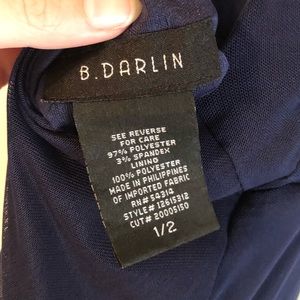 B.DARLIN
SEE REVERSE
FOR CARE
97% POLYESTER
3% SPANDEX
LINING
100% POLYESTER
MADE IN PHILIPPINES
OF IMPORTED FABRIC
RN# 54314
STYLE# 12615312
CUT# 20005150
1/2